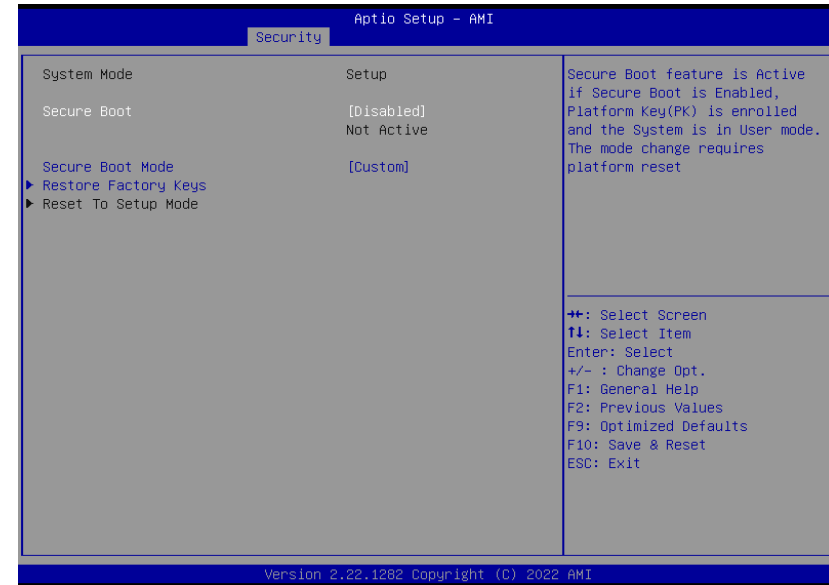 Aptio Setup – AMI
Security
System Mode Setup
Secure Boot [Disabled]
Not Active
Secure Boot Mode [Custom]
Restore Factory Keys
Reset To Setup Mode
Secure Boot feature is Active
if Secure Boot is Enabled,
Platform Key(PK) is enrolled
and the System is in User mode.
The mode change requires
platform reset
→←: Select Screen
↑↓: Select Item
Enter: Select
+/- : Change Opt.
F1: General Help
F2: Previous Values
F9: Optimized Defaults
F10: Save & Reset
ESC: Exit
Version 2.22.1282 Copyright (C) 2022 AMI